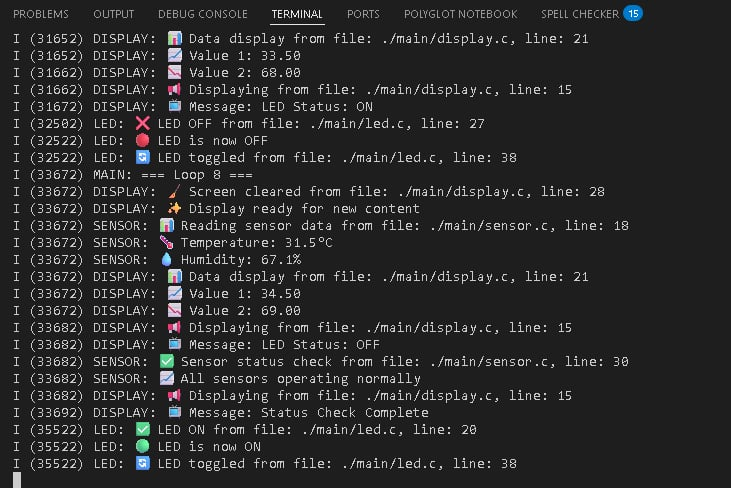 PROBLEMS OUTPUT DEBUG CONSOLE TERMINAL PORTS POLYGLOT NOTEBOOK SPELL CHECKER 15
I (31652) DISPLAY: 📊 Data display from file: ./main/display.c, line: 21
I (31652) DISPLAY: 📈 Value 1: 33.50
I (31662) DISPLAY: 📉 Value 2: 68.00
I (31662) DISPLAY: 📢 Displaying from file: ./main/display.c, line: 15
I (31672) DISPLAY: 📺 Message: LED Status: ON
I (32502) LED: ❌ LED OFF from file: ./main/led.c, line: 27
I (32522) LED: 🔴 LED is now OFF
I (32522) LED: 🔄 LED toggled from file: ./main/led.c, line: 38
I (33672) MAIN: === Loop 8 ===
I (33672) DISPLAY: 🧹 Screen cleared from file: ./main/display.c, line: 28
I (33672) DISPLAY: ✨ Display ready for new content
I (33672) SENSOR: 📊 Reading sensor data from file: ./main/sensor.c, line: 18
I (33672) SENSOR: 🌡️ Temperature: 31.5°C
I (33672) SENSOR: 💧 Humidity: 67.1%
I (33672) DISPLAY: 📊 Data display from file: ./main/display.c, line: 21
I (33672) DISPLAY: 📈 Value 1: 34.50
I (33672) DISPLAY: 📉 Value 2: 69.00
I (33682) DISPLAY: 📢 Displaying from file: ./main/display.c, line: 15
I (33682) DISPLAY: 📺 Message: LED Status: OFF
I (33682) SENSOR: ✅ Sensor status check from file: ./main/sensor.c, line: 30
I (33682) SENSOR: 📈 All sensors operating normally
I (33682) DISPLAY: 📢 Displaying from file: ./main/display.c, line: 15
I (33692) DISPLAY: 📺 Message: Status Check Complete
I (35522) LED: ✅ LED ON from file: ./main/led.c, line: 20
I (35522) LED: 🟢 LED is now ON
I (35522) LED: 🔄 LED toggled from file: ./main/led.c, line: 38